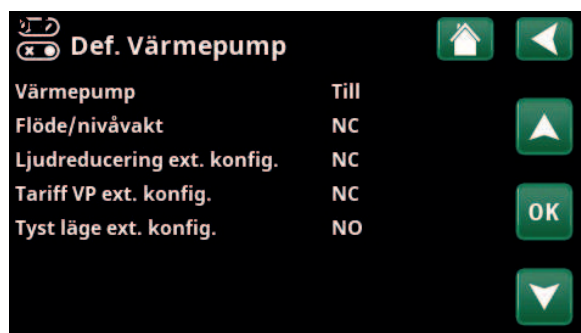 Def. Värmepump
Värmepump Till
Flöde/nivåvakt NC
Ljudreducering ext. konfig. NC
Tariff VP ext. konfig. NC
Tyst läge ext. konfig. NO
OK